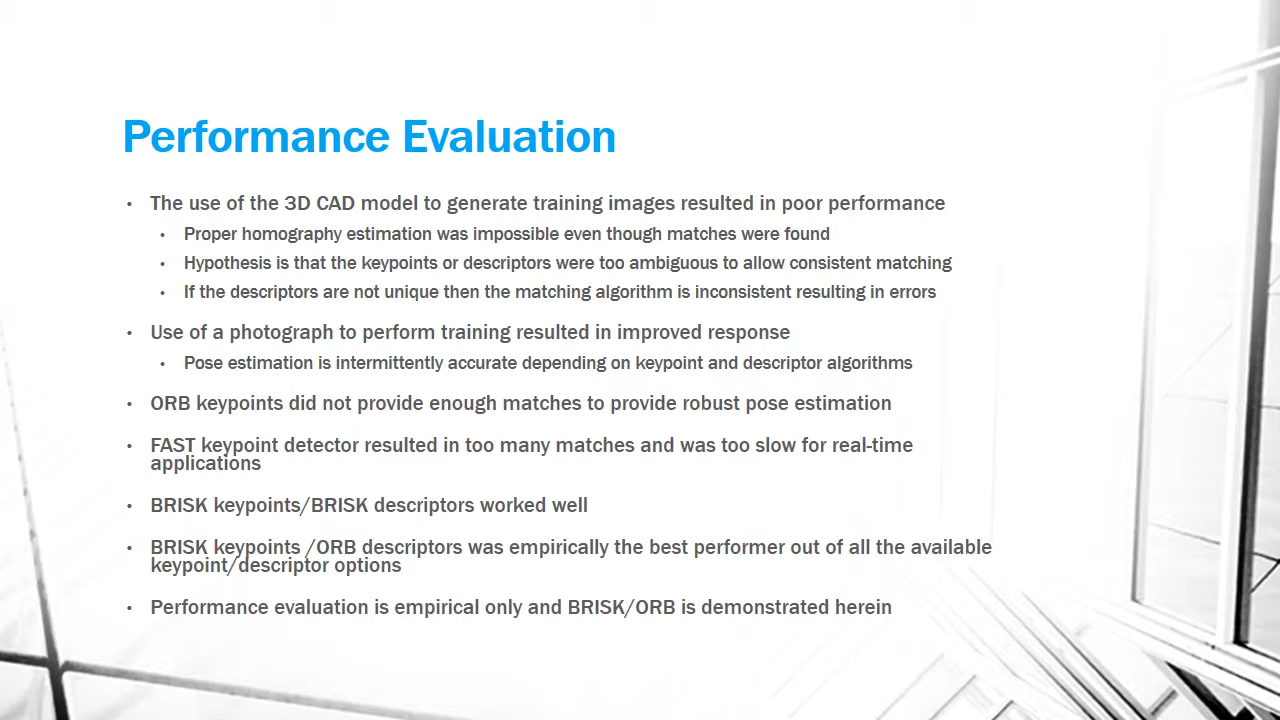 Performance Evaluation
• The use of the 3D CAD model to generate training images resulted in poor performance
• Proper homography estimation was impossible even though matches were found
• Hypothesis is that the keypoints or descriptors were too ambiguous to allow consistent matching
• If the descriptors are not unique then the matching algorithm is inconsistent resulting in errors
• Use of a photograph to perform training resulted in improved response
• Pose estimation is intermittently accurate depending on keypoint and descriptor algorithms
• ORB keypoints did not provide enough matches to provide robust pose estimation
• FAST keypoint detector resulted in too many matches and was too slow for real-time
applications
• BRISK keypoints/BRISK descriptors worked well
• BRISK keypoints /ORB descriptors was empirically the best performer out of all the available
keypoint/descriptor options
• Performance evaluation is empirical only and BRISK/ORB is demonstrated herein